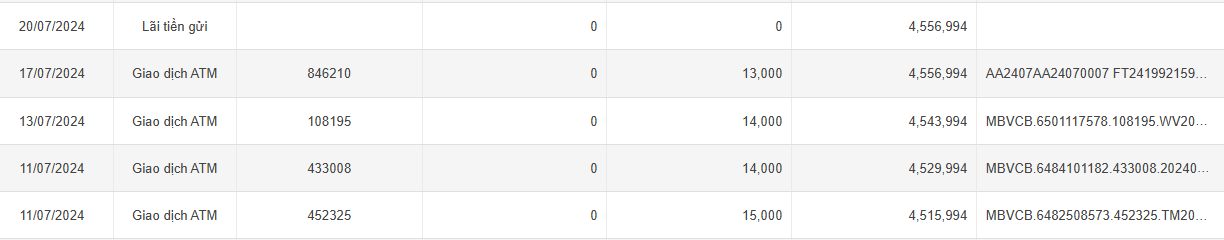 20/07/2024 Lãi tiền gửi 0 0 4,556,994
17/07/2024 Giao dịch ATM 846210 0 13,000 4,556,994 AA2407AA24070007 FT241992159...
13/07/2024 Giao dịch ATM 108195 0 14,000 4,543,994 MBVCB.6501117578.108195.WV20...
11/07/2024 Giao dịch ATM 433008 0 14,000 4,529,994 MBVCB.6484101182.433008.20240...
11/07/2024 Giao dịch ATM 452325 0 15,000 4,515,994 MBVCB.6482508573.452325.TM20...